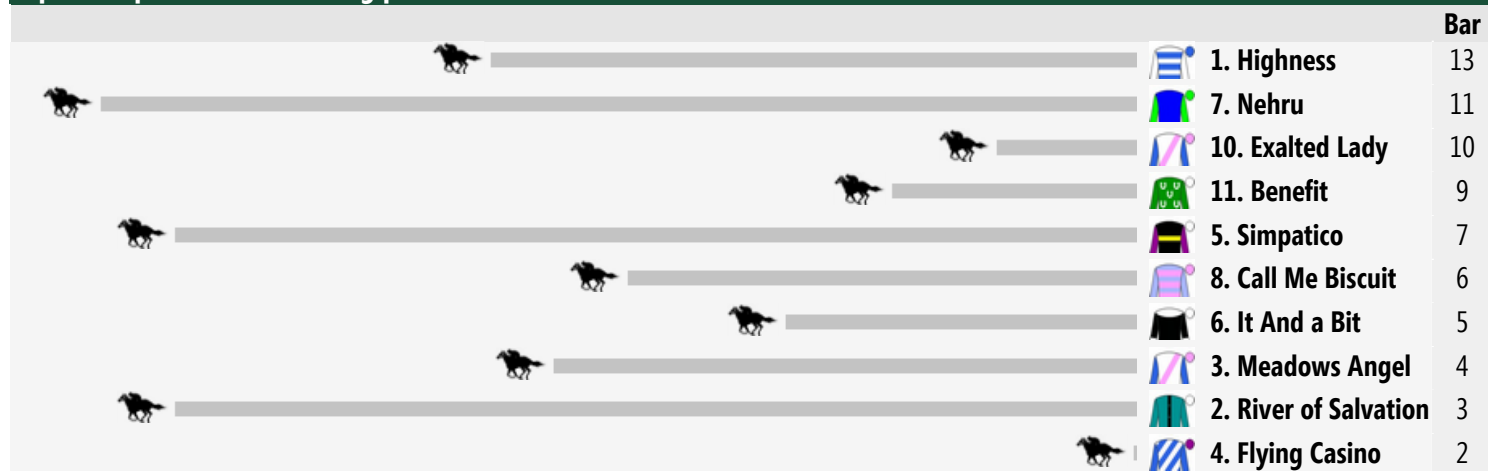 Bar
1. Highness 13
7. Nehru 11
10. Exalted Lady 10
11. Benefit 9
5. Simpatico 7
8. Call Me Biscuit 6
6. It And a Bit 5
3. Meadows Angel 4
2. River of Salvation 3
4. Flying Casino 2